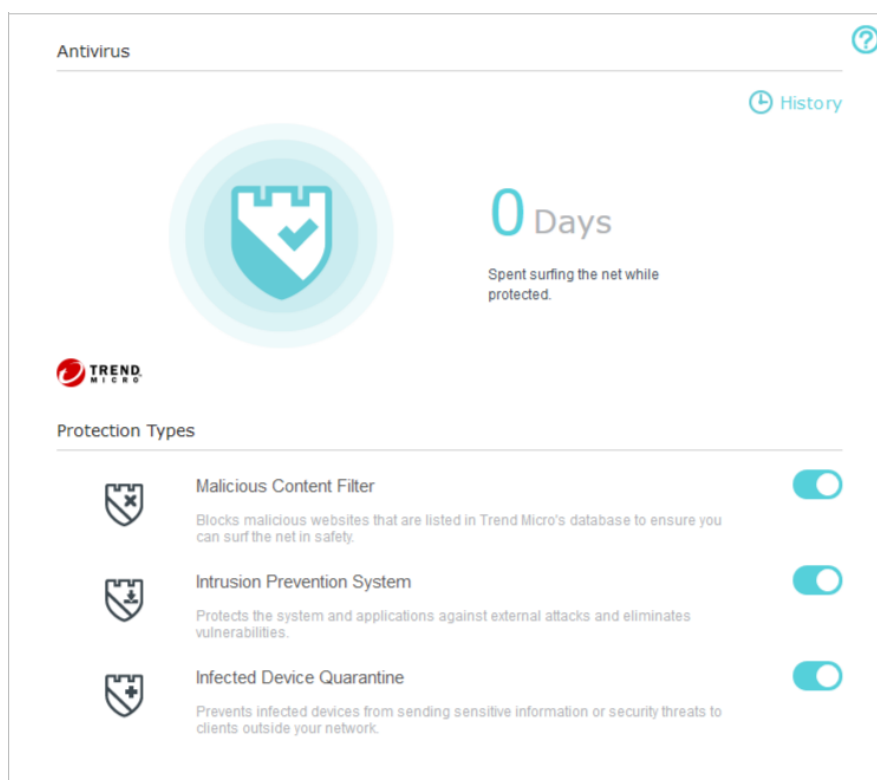 Antivirus
?
History
0 Days
Spent surfing the net while
protected.
TREND
MICRO
Protection Types
Malicious Content Filter
Blocks malicious websites that are listed in Trend Micro's database to ensure you
can surf the net in safety.
Intrusion Prevention System
Protects the system and applications against external attacks and eliminates
vulnerabilities.
Infected Device Quarantine
Prevents infected devices from sending sensitive information or security threats to
clients outside your network.